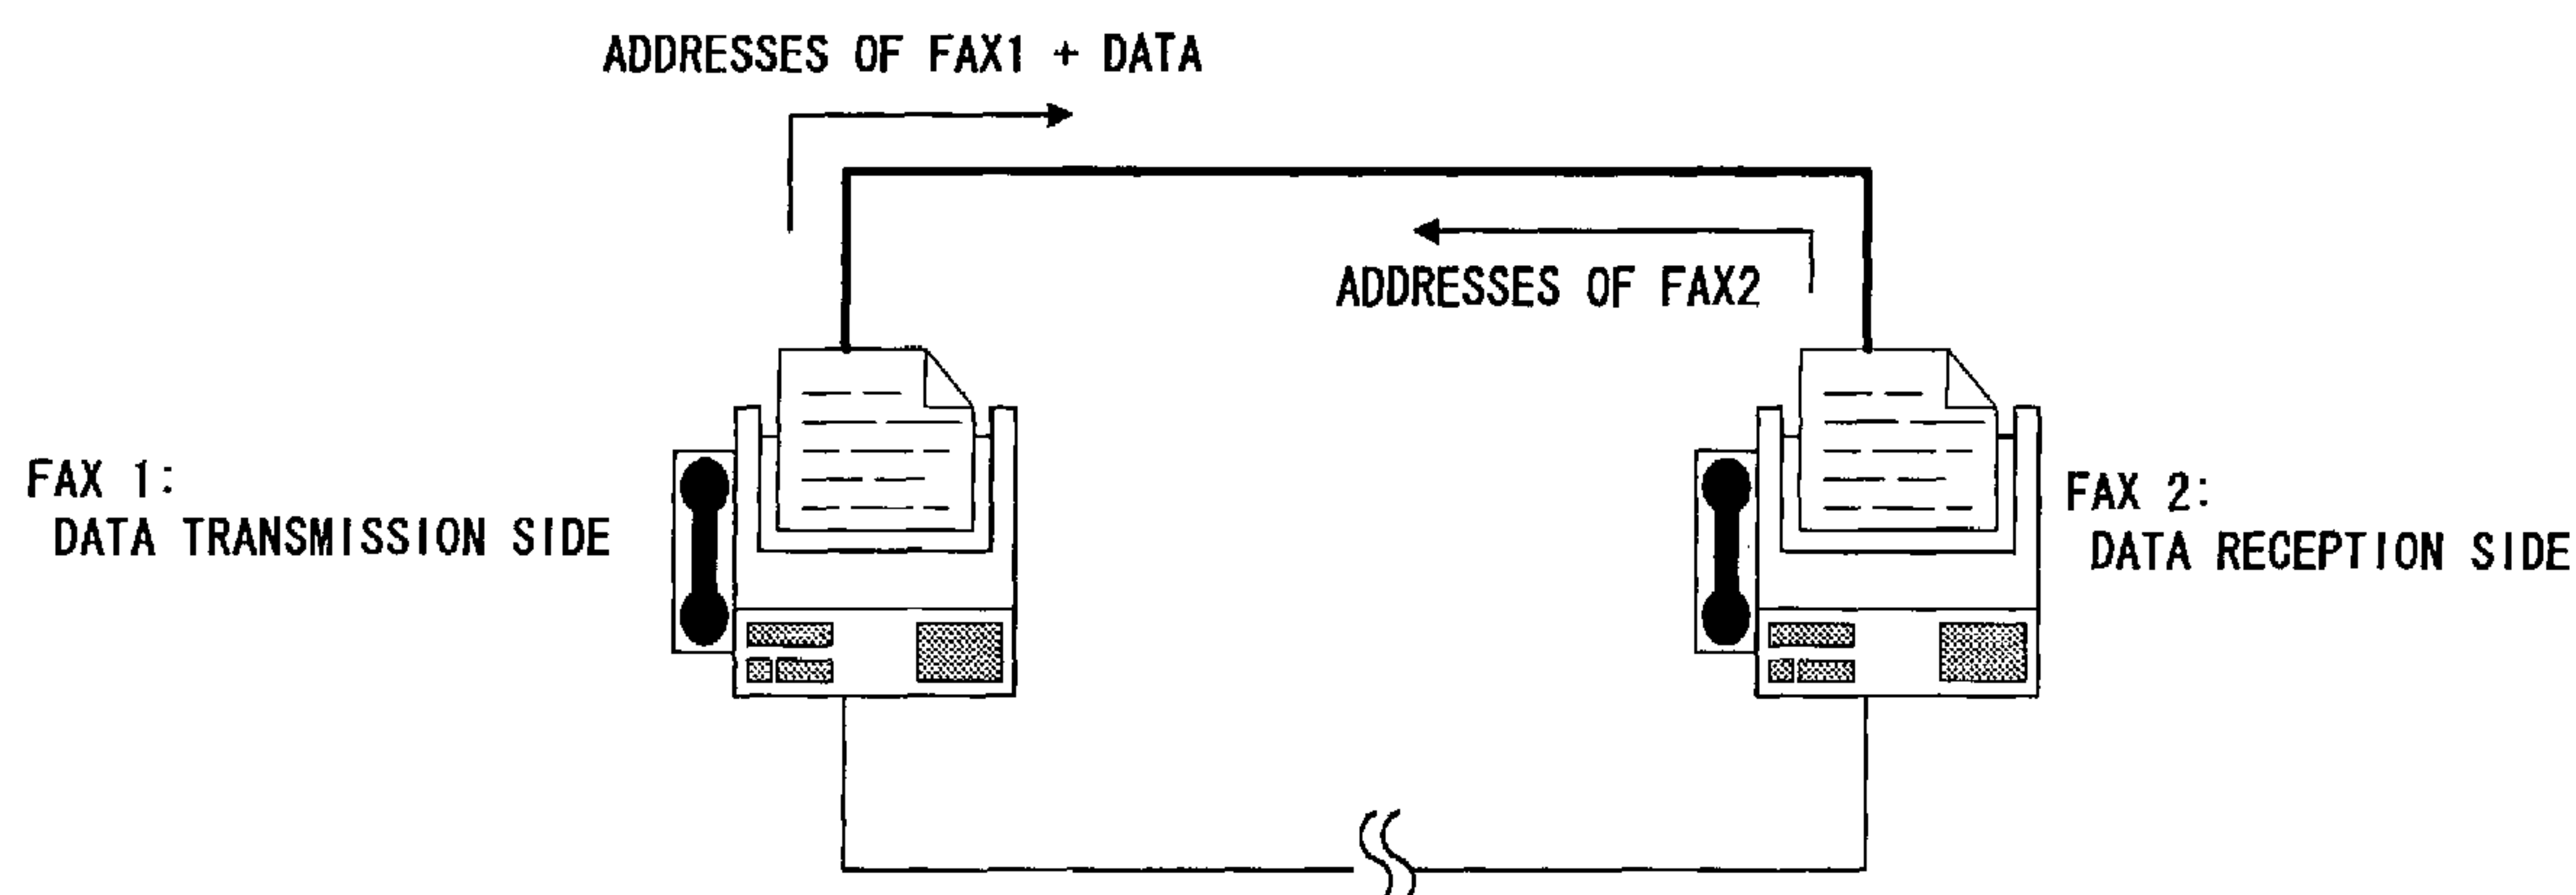 ADDRESSES OF FAX1 + DATA
ADDRESSES OF FAX2
FAX 1:
DATA TRANSMISSION SIDE
FAX 2:
DATA RECEPTION SIDE